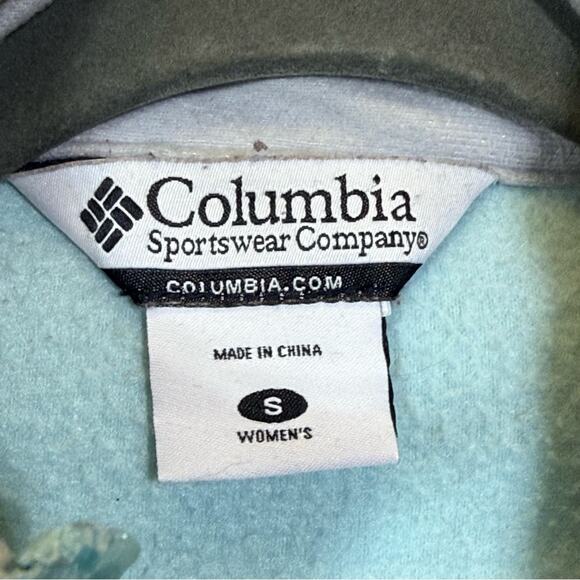 Columbia
Sportswear Company®
COLUMBIA.COM
MADE IN CHINA
S
WOMEN'S